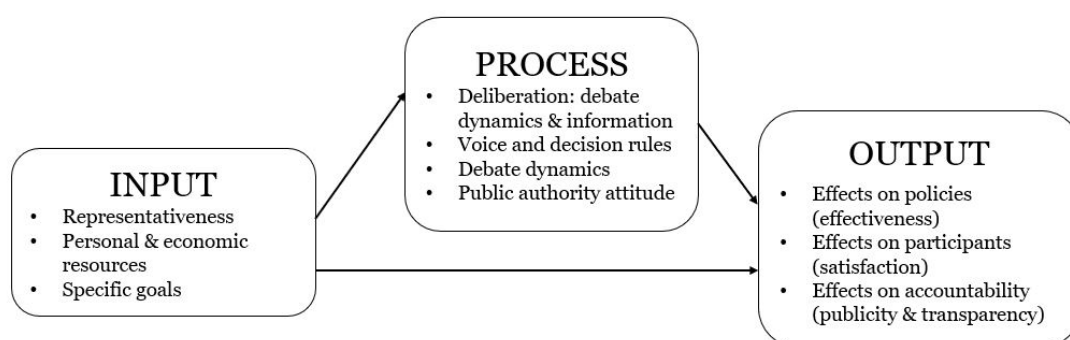 INPUT
• Representativeness
• Personal & economic
resources
• Specific goals
PROCESS
• Deliberation: debate
dynamics & information
• Voice and decision rules
• Debate dynamics
• Public authority attitude
OUTPUT
• Effects on policies
(effectiveness)
• Effects on participants
(satisfaction)
• Effects on accountability
(publicity & transparency)